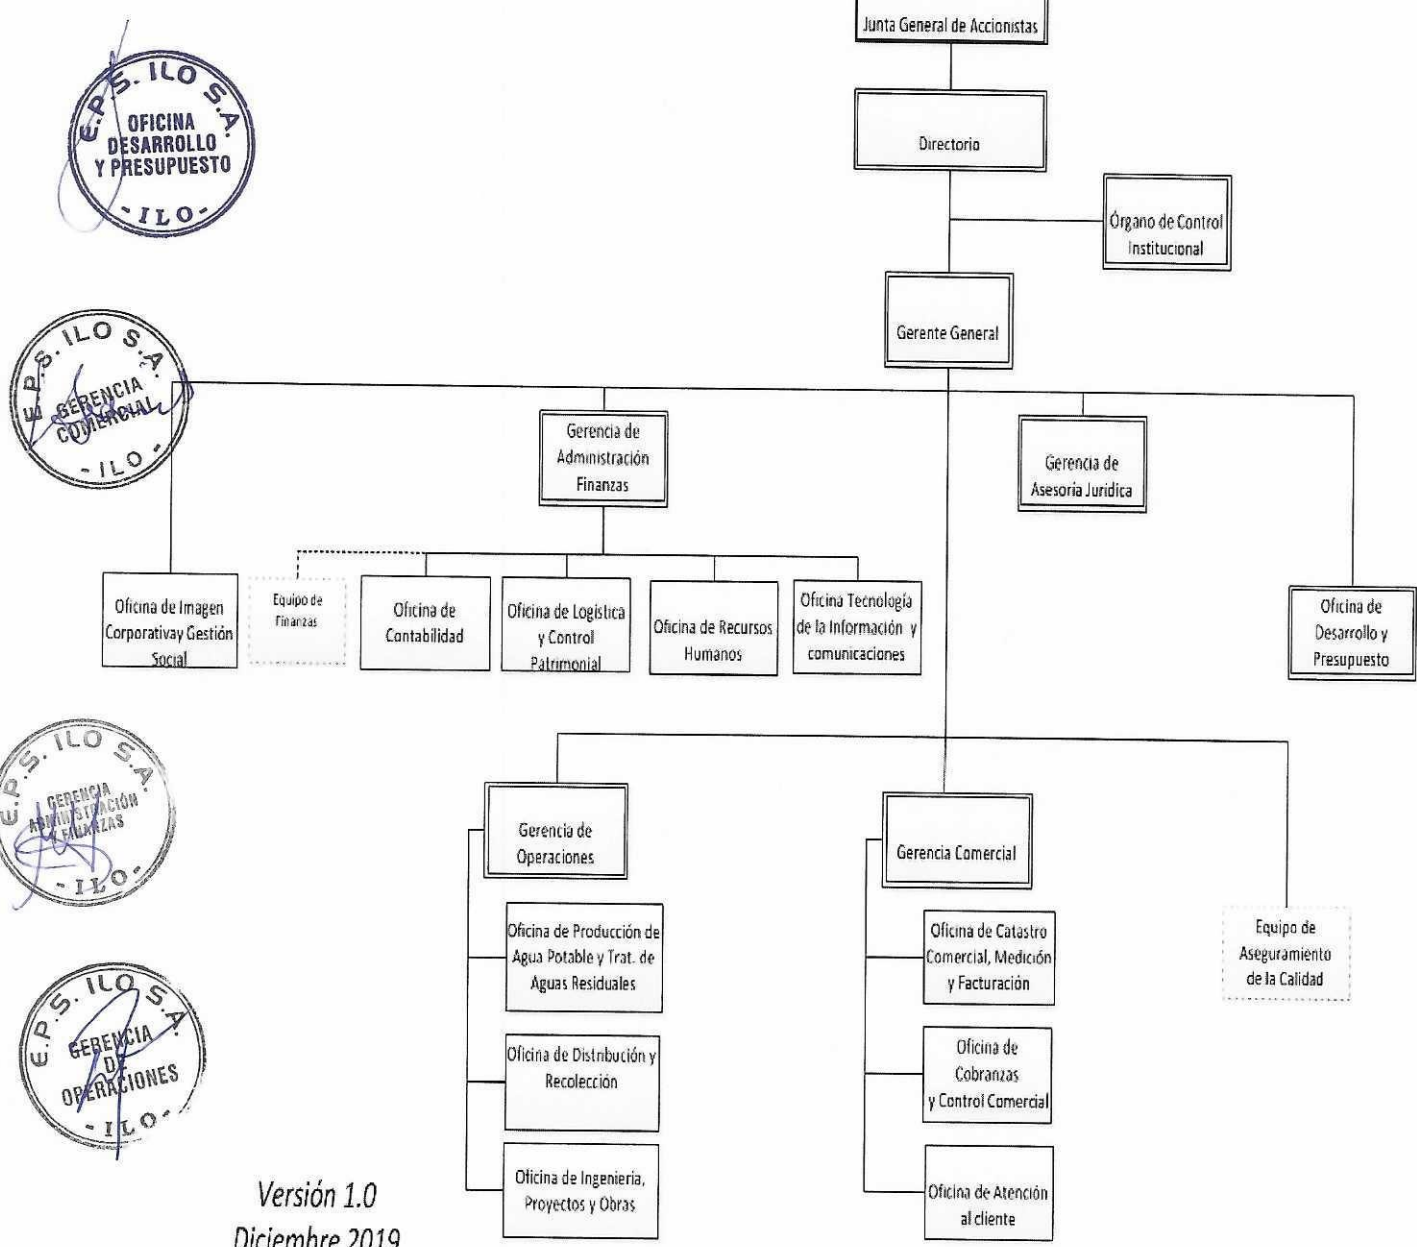 Junta General de Accionistas
E.P.S. ILO S.A.
OFICINA
DESARROLLO
Y PRESUPUESTO
- ILO -
Directorio
Órgano de Control
Institucional
Gerente General
E.P.S. ILO S.A.
GERENCIA
COMERCIAL
- ILO -
Gerencia de
Administración
Finanzas
Gerencia de
Asesoria Juridica
Oficina de Imagen
Corporativay Gestión
Social
Equipo de
Finanzas
Oficina de
Contabilidad
Oficina de Logística
y Control
Patrimonial
Oficina de Recursos
Humanos
Oficina Tecnología
de la Información y
comunicaciones
Oficina de
Desarrollo y
Presupuesto
E.P.S. ILO S.A.
GERENCIA
ADMINISTRACIÓN
Y FINANZAS
- ILO -
Gerencia de
Operaciones
Gerencia Comercial
Oficina de Producción de
Agua Potable y Trat. de
Aguas Residuales
Oficina de Catastro
Comercial, Medición
y Facturación
Equipo de
Aseguramiento
de la Calidad
E.P.S. ILO S.A.
GERENCIA
DE
OPERACIONES
- ILO -
Oficina de Distribución y
Recolección
Oficina de
Cobranzas
y Control Comercial
Oficina de Ingenieria,
Proyectos y Obras
Oficina de Atención
al cliente
Versión 1.0
Diciembre 2019